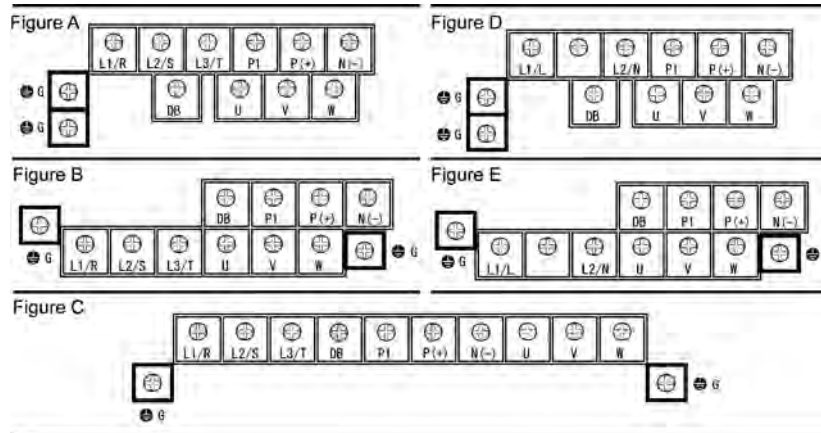 Figure A
L1/R L2/S L3/T P1 P(+) N(-)
G
G
DB U V W
Figure D
L1/L L2/N P1 P(+) N(-)
G
G
DB U V W
Figure B
DB P1 P(+) N(-)
G L1/R L2/S L3/T U V W G
Figure E
DB P1 P(+) N(-)
G L1/L L2/N U V W
Figure C
L1/R L2/S L3/T DB P1 P(+) N(-) U V W
G
G